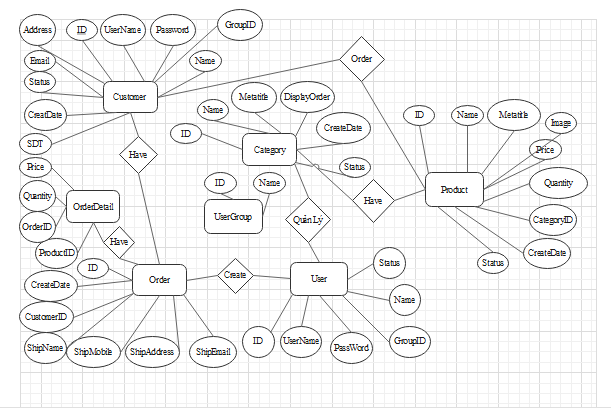 Address
ID
UserName
Password
GroupID
Email
Name
Order
Status
Customer
Metatitle
DisplayOrder
CreatDate
Name
ID
Name
Metatitle
Image
SDT
ID
CreateDate
Have
Category
Price
Price
Status
ID
Name
Product
Quantity
Quantity
OrderDetail
Have
UserGroup
Quản Lý
CategoryID
OrderID
Have
ProductID
CreateDate
ID
Status
Status
CreateDate
Order
Create
User
Name
CustomerID
ShipName
ShipMobile
ShipAddress
ShipEmail
ID
UserName
PassWord
GroupID